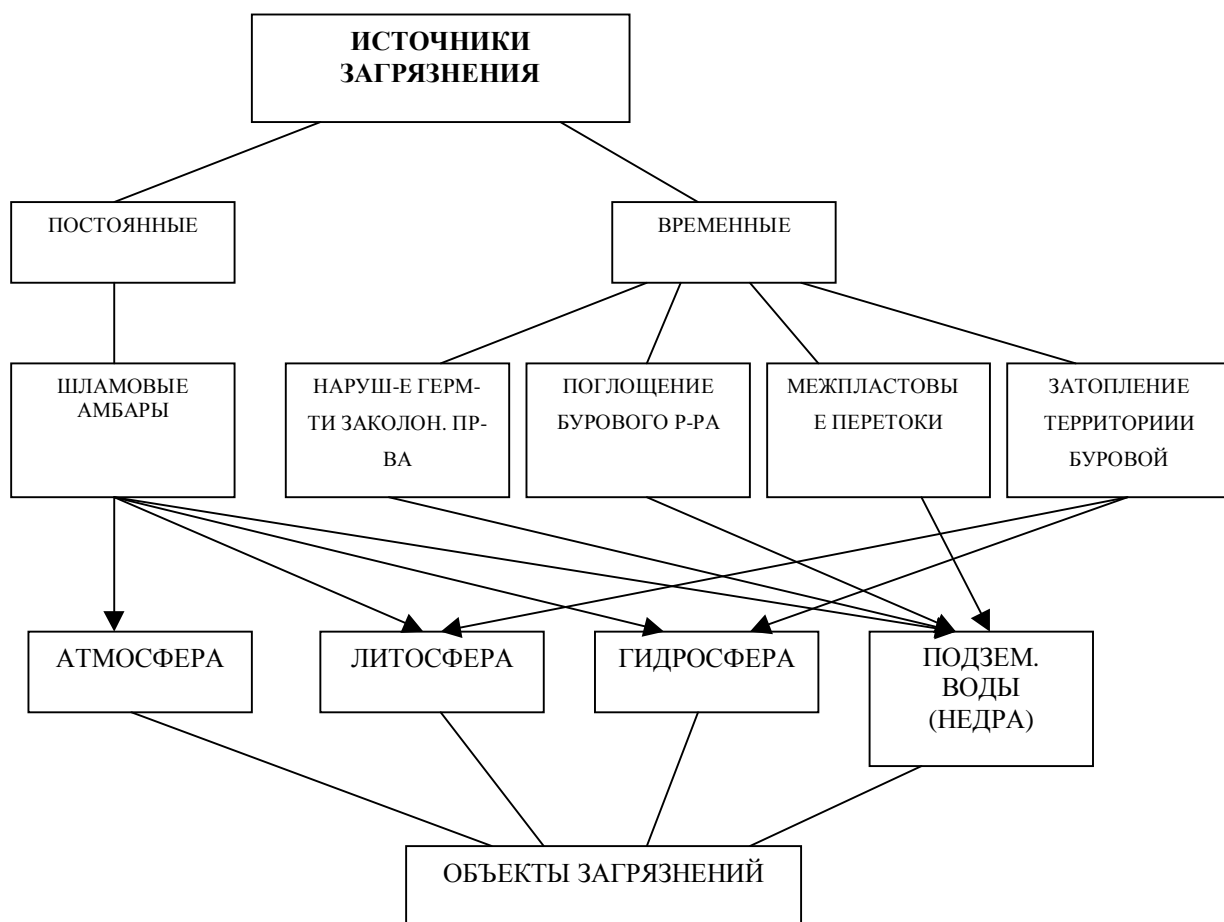 ИСТОЧНИКИ
ЗАГРЯЗНЕНИЯ
ПОСТОЯННЫЕ
ВРЕМЕННЫЕ
ШЛАМОВЫЕ
АМБАРЫ
НАРУШ-Е ГЕРМ-
ТИ ЗАКОЛОН. ПР-
ВА
ПОГЛОЩЕНИЕ
БУРОВОГО Р-РА
МЕЖПЛАСТОВЫ
Е ПЕРЕТОКИ
ЗАТОПЛЕНИЕ
ТЕРРИТОРИИИ
БУРОВОЙ
АТМОСФЕРА
ЛИТОСФЕРА
ГИДРОСФЕРА
ПОДЗЕМ.
ВОДЫ
(НЕДРА)
ОБЪЕКТЫ ЗАГРЯЗНЕНИЙ